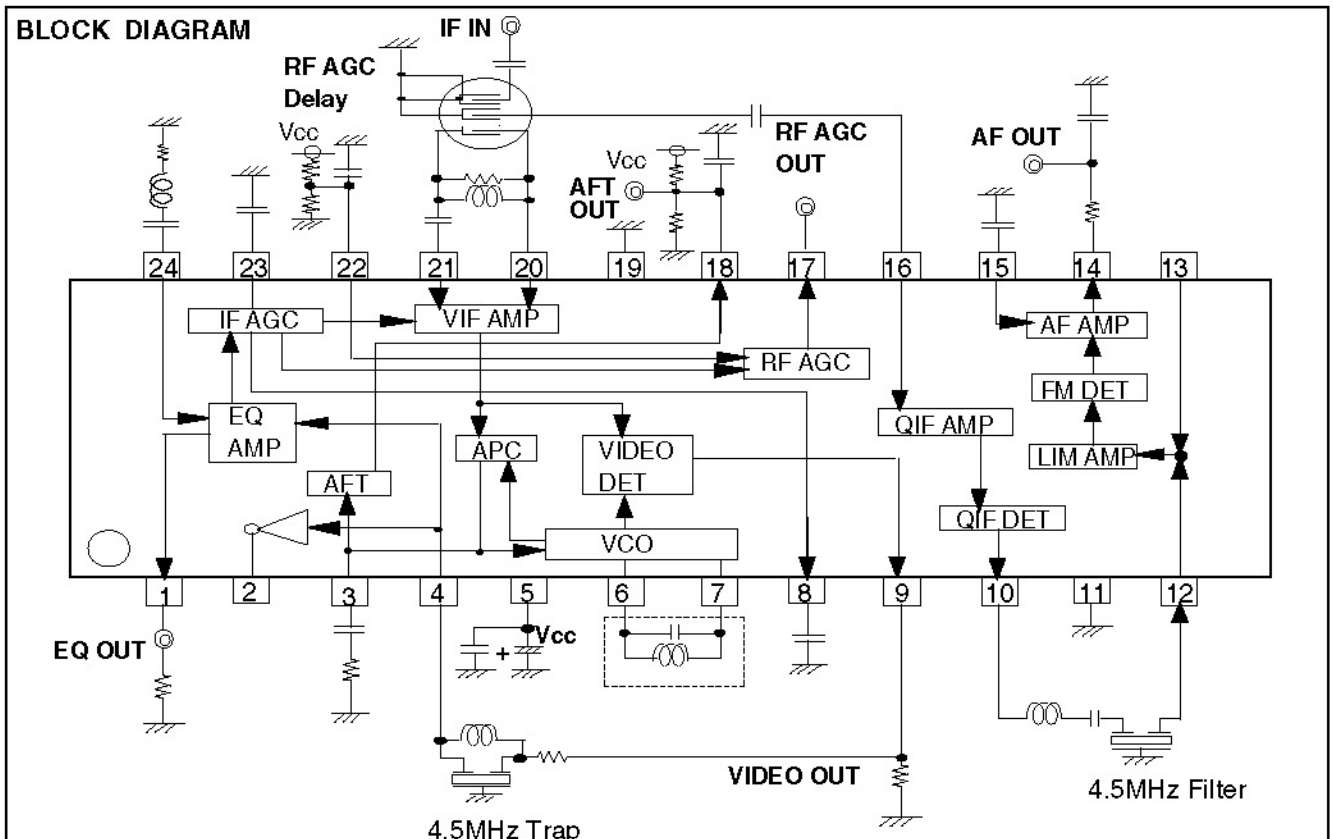 BLOCK DIAGRAM
IF IN
RF AGC
Delay
Vcc
Vcc
AFT
OUT
RF AGC
OUT
AF OUT
24
23
22
21
20
19
18
17
16
15
14
13
IF AGC
VIF AMP
RF AGC
AF AMP
FM DET
LIM AMP
EQ
AMP
AFT
APC
VIDEO
DET
VCO
QIF AMP
QIF DET
1
2
3
4
5
6
7
8
9
10
11
12
EQ OUT
Vcc
+
VIDEO OUT
4.5MHz Trap
4.5MHz Filter